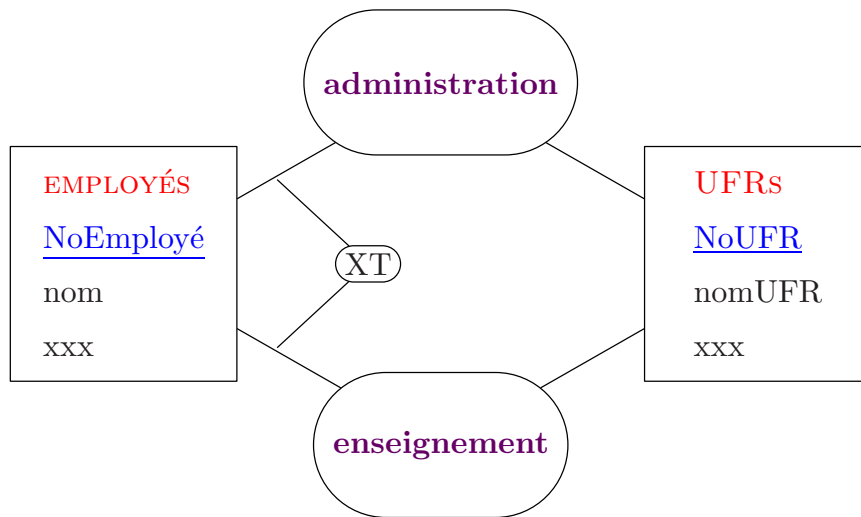 administration
EMPLOYÉS
NoEmployé
nom
xxx
XT
UFRs
NoUFR
nomUFR
xxx
enseignement